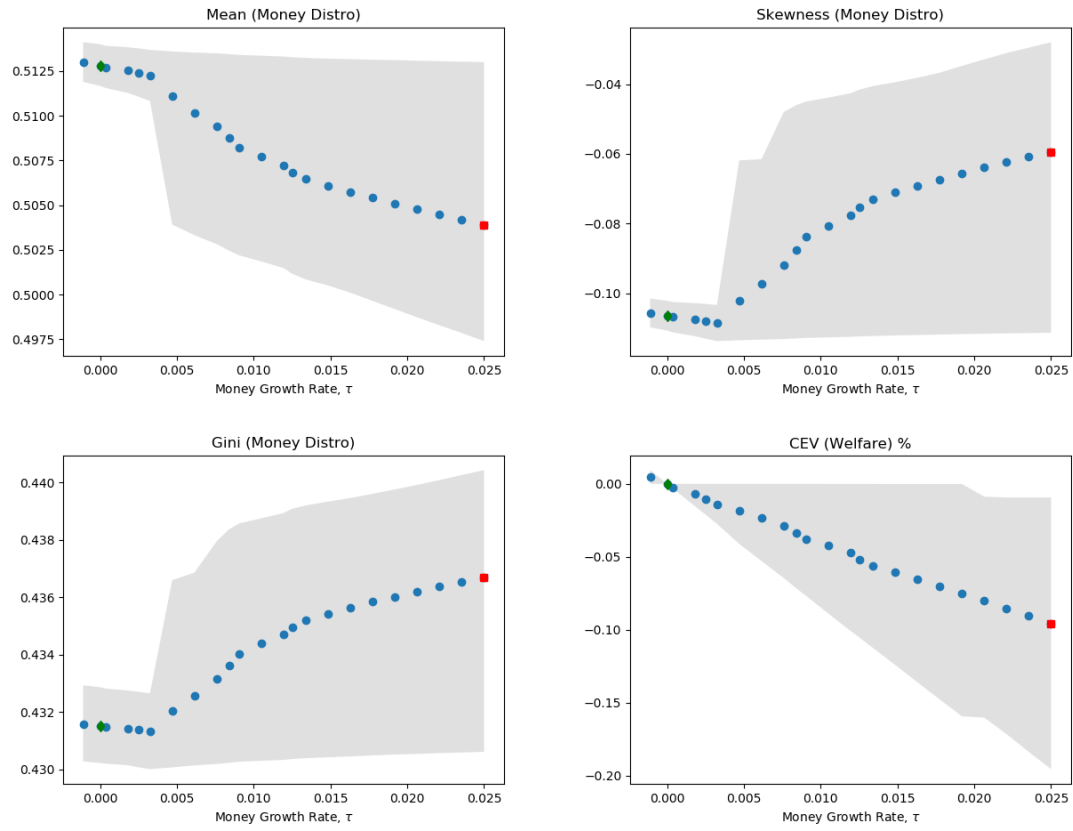 Mean (Money Distro)
0.5125
0.5100
0.5075
0.5050
0.5025
0.5000
0.4975
0.000 0.005 0.010 0.015 0.020 0.025
Money Growth Rate, τ
Skewness (Money Distro)
−0.04
−0.06
−0.08
−0.10
0.000 0.005 0.010 0.015 0.020 0.025
Money Growth Rate, τ
Gini (Money Distro)
0.440
0.438
0.436
0.434
0.432
0.430
0.000 0.005 0.010 0.015 0.020 0.025
Money Growth Rate, τ
CEV (Welfare) %
0.00
−0.05
−0.10
−0.15
−0.20
0.000 0.005 0.010 0.015 0.020 0.025
Money Growth Rate, τ